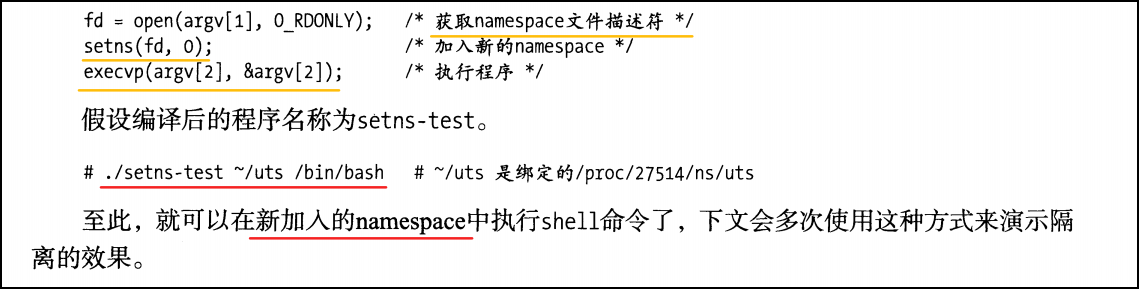 fd = open(argv[1], O_RDONLY); /* 获取namespace文件描述符 */
setns(fd, 0); /* 加入新的namespace */
execvp(argv[2], &argv[2]); /* 执行程序 */
假设编译后的程序名称为setns-test。
# ./setns-test ~/uts /bin/bash # ~/uts 是绑定的/proc/27514/ns/uts
至此，就可以在新加入的namespace中执行shell命令了，下文会多次使用这种方式来演示隔
离的效果。